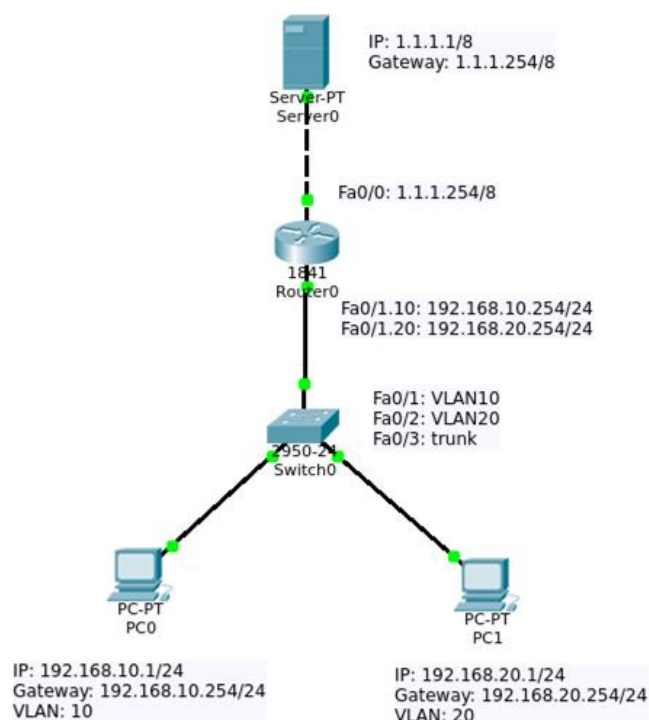 IP: 1.1.1.1/8
Gateway: 1.1.1.254/8
Server-PT
Server0
Fa0/0: 1.1.1.254/8
1841
Router0
Fa0/1.10: 192.168.10.254/24
Fa0/1.20: 192.168.20.254/24
Fa0/1: VLAN10
Fa0/2: VLAN20
Fa0/3: trunk
2950-24
Switch0
PC-PT
PC0
PC-PT
PC1
IP: 192.168.10.1/24
Gateway: 192.168.10.254/24
VLAN: 10
IP: 192.168.20.1/24
Gateway: 192.168.20.254/24
VLAN: 20